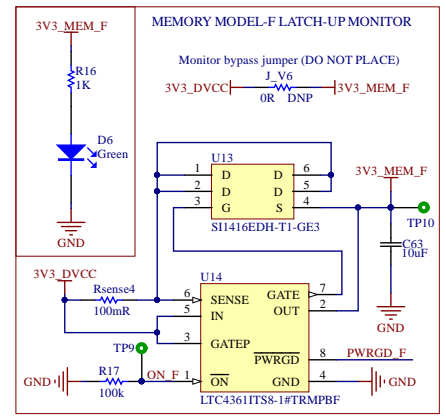 MEMORY MODEL-F LATCH-UP MONITOR
3V3_MEM_F
R16
1K
D6
Green
GND
Monitor bypass jumper (DO NOT PLACE)
J_V6
3V3_DVCC
3V3_MEM_F
0R DNP
U13
1 D D 6
2 D D 5
3 G S 4
SI1416EDH-T1-GE3
3V3_MEM_F
TP10
C63
10uF
GND
3V3_DVCC
Rsense4
100mR
U14
6 SENSE
5 IN
3 GATEP
1 ON
GATE 7
OUT 2
PWRGD 8
PWRGD_F
GND 4
GND
LTC4361ITS8-1#TRMPBF
TP9
R17
ON_F
GND
100k